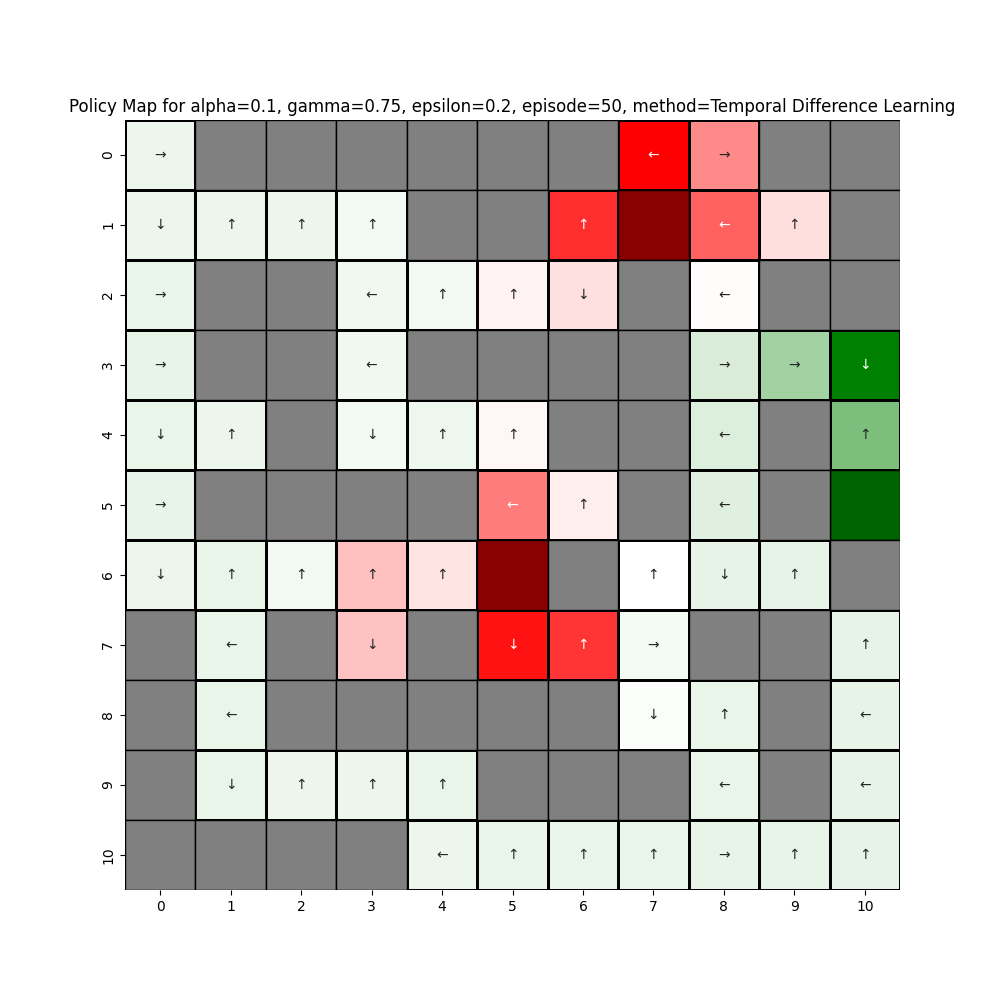 Policy Map for alpha=0.1, gamma=0.75, epsilon=0.2, episode=50, method=Temporal Difference Learning
0 → ← →
1 ↓ ↑ ↑ ↑ ↑ ← ↑
2 → ← ↑ ↑ ↓ ←
3 → ← → → ↓
4 ↓ ↑ ↓ ↑ ↑ ← ↑
5 → ← ↑ ←
6 ↓ ↑ ↑ ↑ ↑ ↑ ↓ ↑
7 ← ↓ ↓ ↑ → ↑
8 ← ↓ ↑ ←
9 ↓ ↑ ↑ ↑ ← ←
10 ← ↑ ↑ ↑ → ↑ ↑
0 1 2 3 4 5 6 7 8 9 10